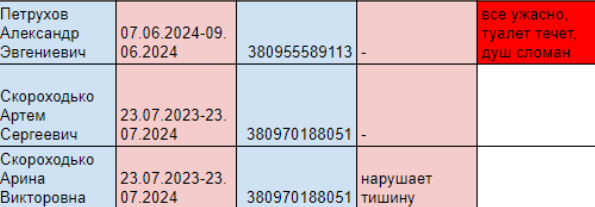 Петрухов
Александр
Эвгениевич
07.06.2024-09.
06.2024
380955589113
-
все ужасно,
туалет течет,
душ сломан
Скороходько
Артем
Сергеевич
23.07.2023-23.
07.2024
380970188051
-
Скороходько
Арина
Викторовна
23.07.2023-23.
07.2024
380970188051
нарушает
тишину